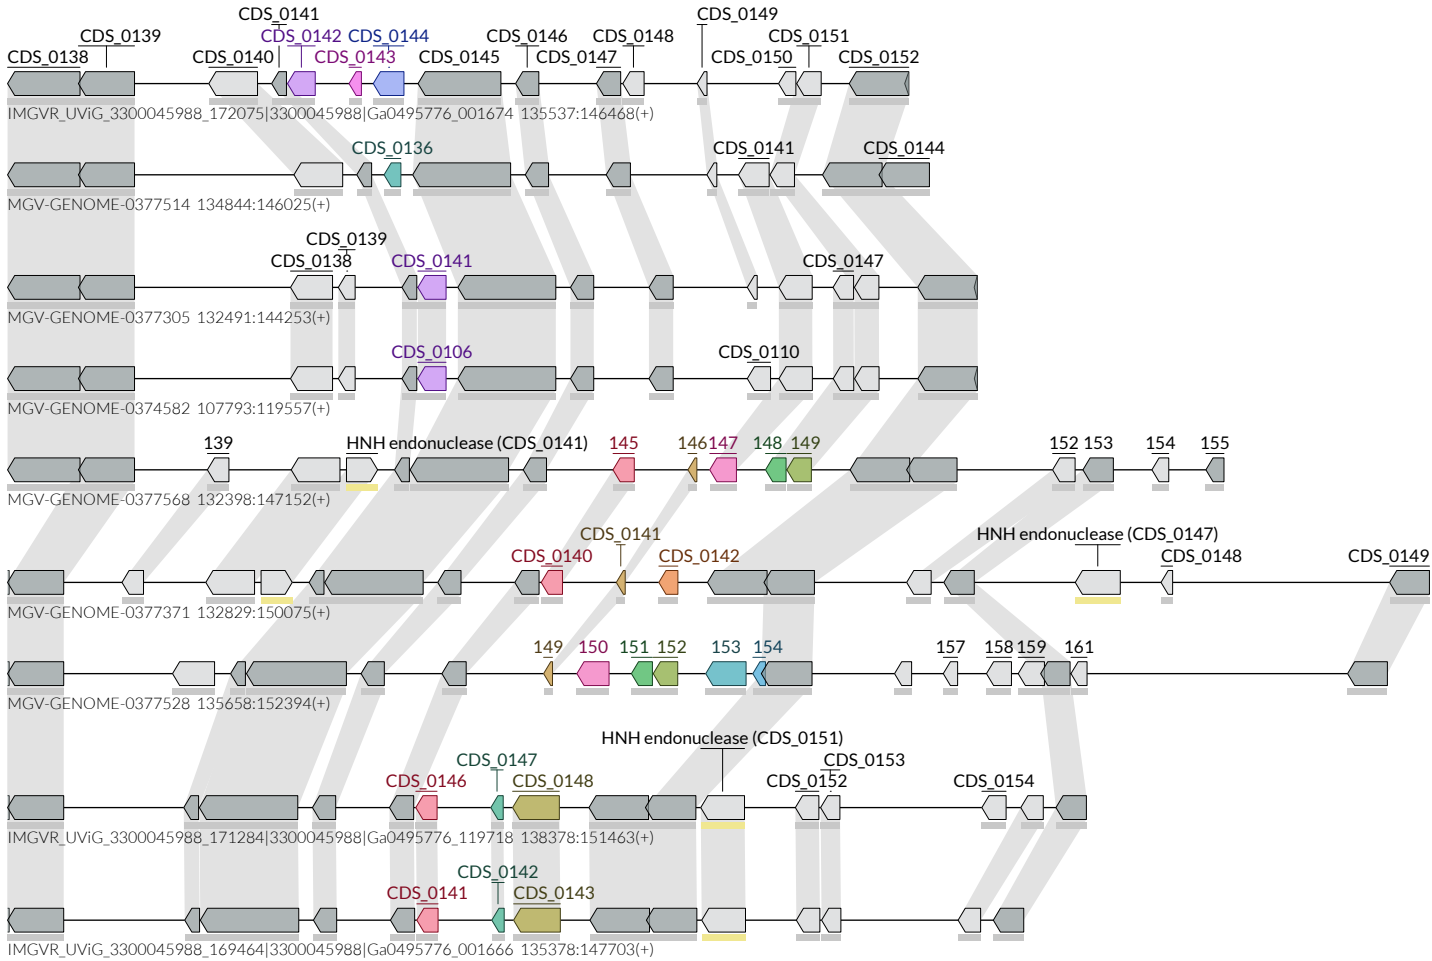 CDS_0141 CDS_0149
CDS_0139 CDS_0142 CDS_0144 CDS_0146 CDS_0148 CDS_0151
CDS_0138 CDS_0140 CDS_0143 CDS_0145 CDS_0147 CDS_0150 CDS_0152
IMGVR_UViG_3300045988_172075|3300045988|Ga0495776_001674 135537:146468(+)
CDS_0136 CDS_0141 CDS_0144
MGV-GENOME-0377514 134844:146025(+)
CDS_0139
CDS_0138 CDS_0141 CDS_0147
MGV-GENOME-0377305 132491:144253(+)
CDS_0106 CDS_0110
MGV-GENOME-0374582 107793:119557(+)
139 HNH endonuclease (CDS_0141) 145 146 147 148 149 152 153 154 155
MGV-GENOME-0377568 132398:147152(+)
CDS_0141 HNH endonuclease (CDS_0147)
CDS_0140 CDS_0142 CDS_0148 CDS_0149
MGV-GENOME-0377371 132829:150075(+)
149 150 151 152 153 154 157 158 159 161
MGV-GENOME-0377528 135658:152394(+)
HNH endonuclease (CDS_0151)
CDS_0147 CDS_0153
CDS_0146 CDS_0148 CDS_0152 CDS_0154
IMGVR_UViG_3300045988_171284|3300045988|Ga0495776_119718 138378:151463(+)
CDS_0142
CDS_0141 CDS_0143
IMGVR_UViG_3300045988_169464|3300045988|Ga0495776_001666 135378:147703(+)